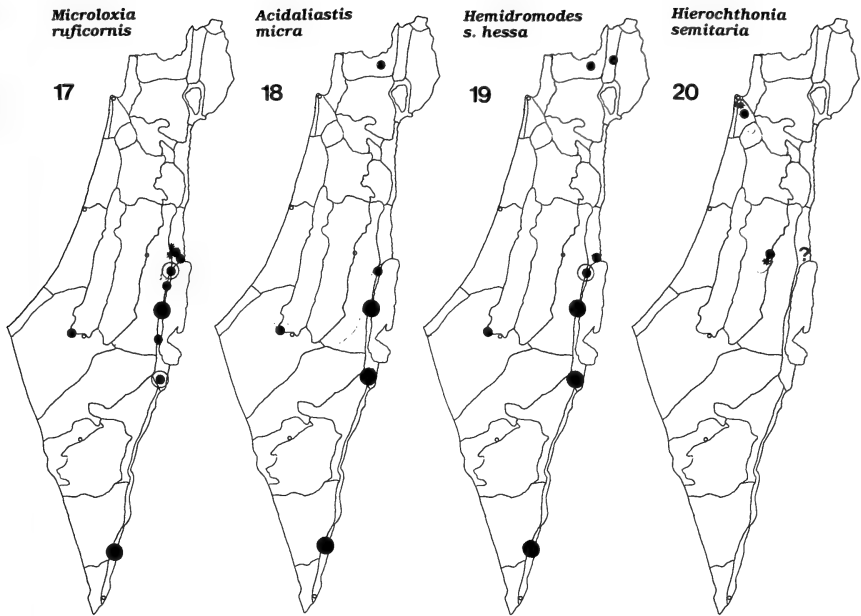 Microloxia
ruficornis
17
Acidaliastis
micra
18
Hemidromodes
s. hessa
19
Hierochthonia
semitaria
20
?